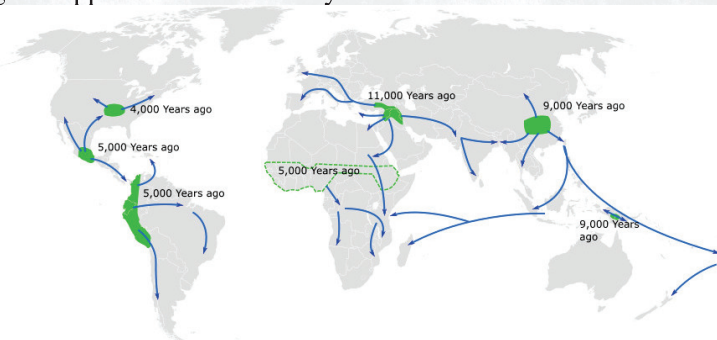 11,000 Years ago
4,000 Years ago
9,000 Years ago
5,000 Years ago
5,000 Years ago
5,000 Years ago
9,000 Years
ago